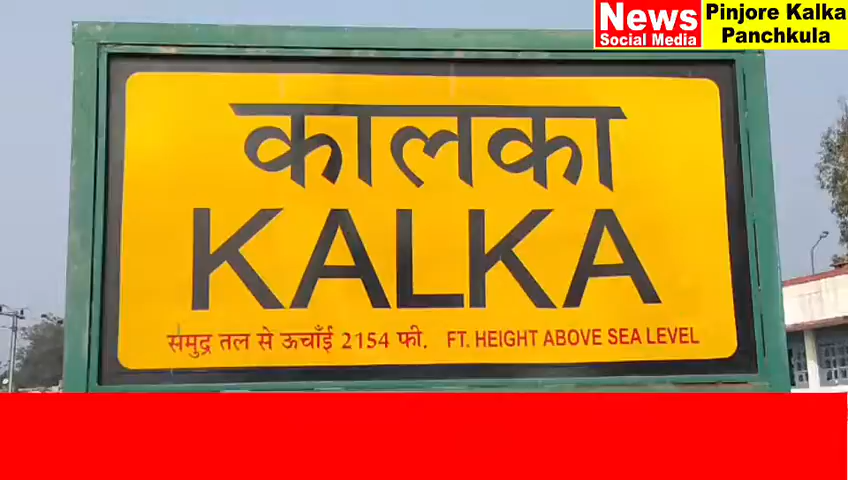 News
Social Media
Pinjore Kalka
Panchkula
कालका
KALKA
समुद्र तल से ऊचाँई 2154 फी. FT. HEIGHT ABOVE SEA LEVEL